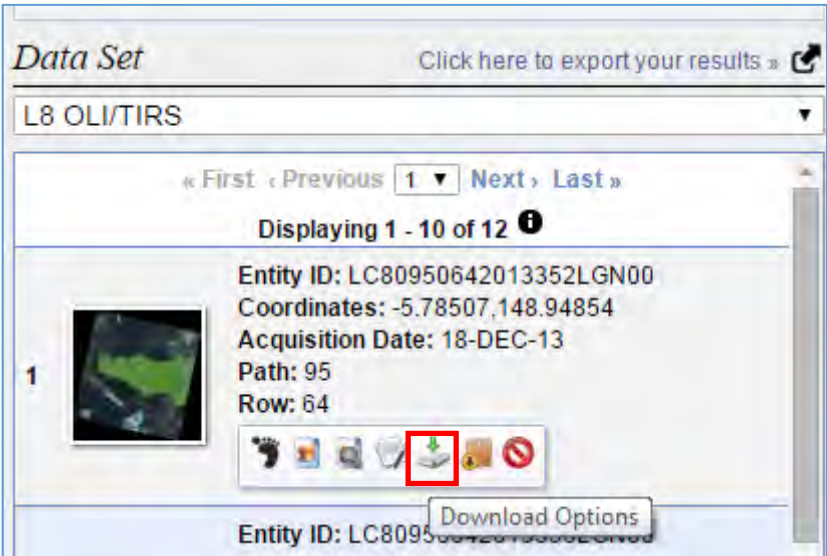 Data Set
Click here to export your results »
L8 OLI/TIRS
« First ‹ Previous 1 Next › Last »
Displaying 1 - 10 of 12
1
Entity ID: LC80950642013352LGN00
Coordinates: -5.78507,148.94854
Acquisition Date: 18-DEC-13
Path: 95
Row: 64
Download Options
Entity ID: